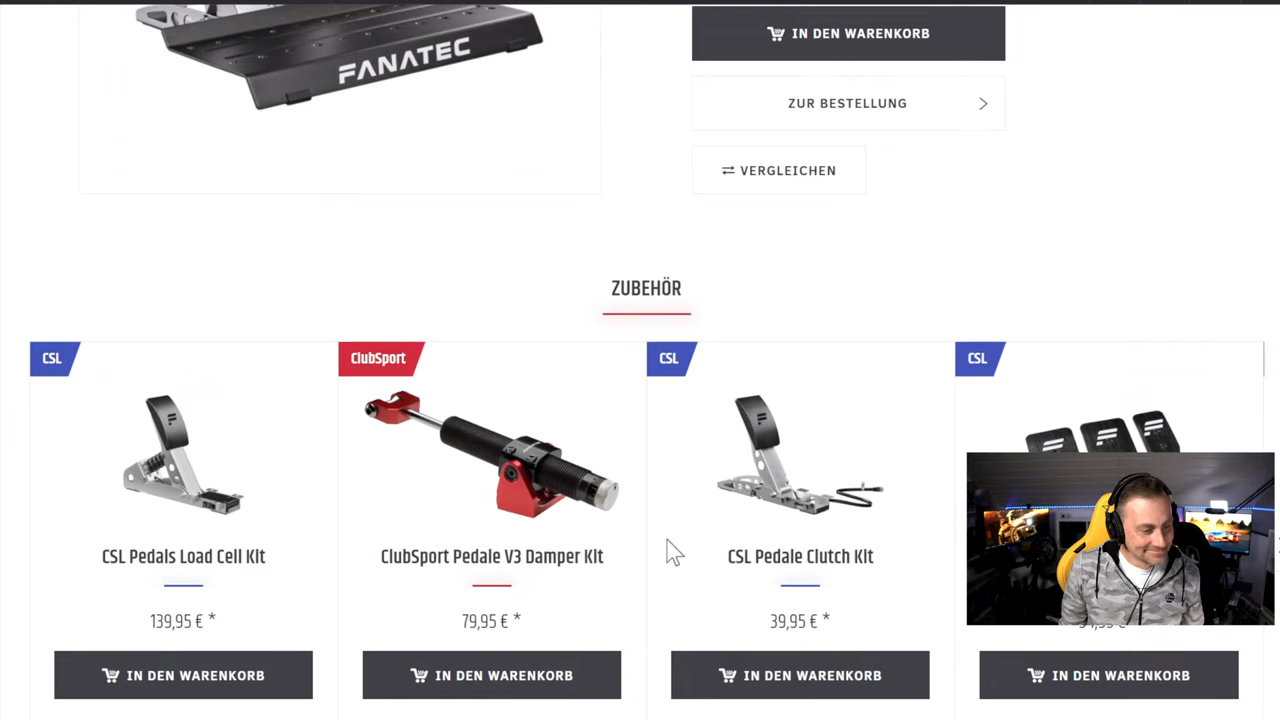 FANATEC
IN DEN WARENKORB
ZUR BESTELLUNG
VERGLEICHEN
ZUBEHÖR
CSL
ClubSport
CSL
CSL
CSL Pedals Load Cell Kit
ClubSport Pedale V3 Damper Kit
CSL Pedale Clutch Kit
139,95 € *
79,95 € *
39,95 € *
IN DEN WARENKORB
IN DEN WARENKORB
IN DEN WARENKORB
IN DEN WARENKORB